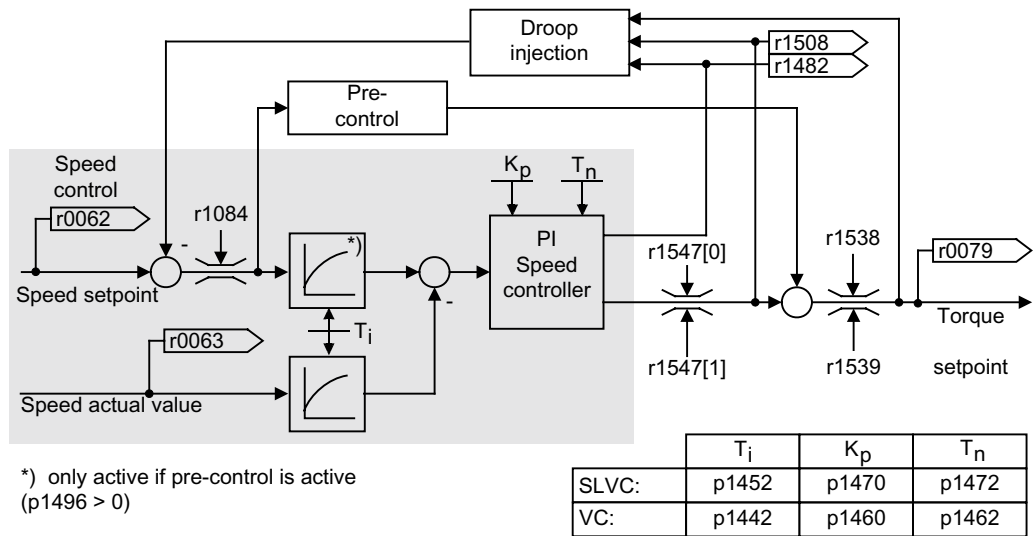 Droop
injection
r1508
r1482
Pre-
control
Speed
control
r0062
r1084
Kp
Tn
*)
-
PI
Speed
controller
r1547[0]
r1538
r0079
Speed setpoint
-
r0063
Ti
r1547[1]
r1539
Torque
setpoint
Speed actual value
*) only active if pre-control is active
(p1496 > 0)
Ti Kp Tn
SLVC: p1452 p1470 p1472
VC: p1442 p1460 p1462